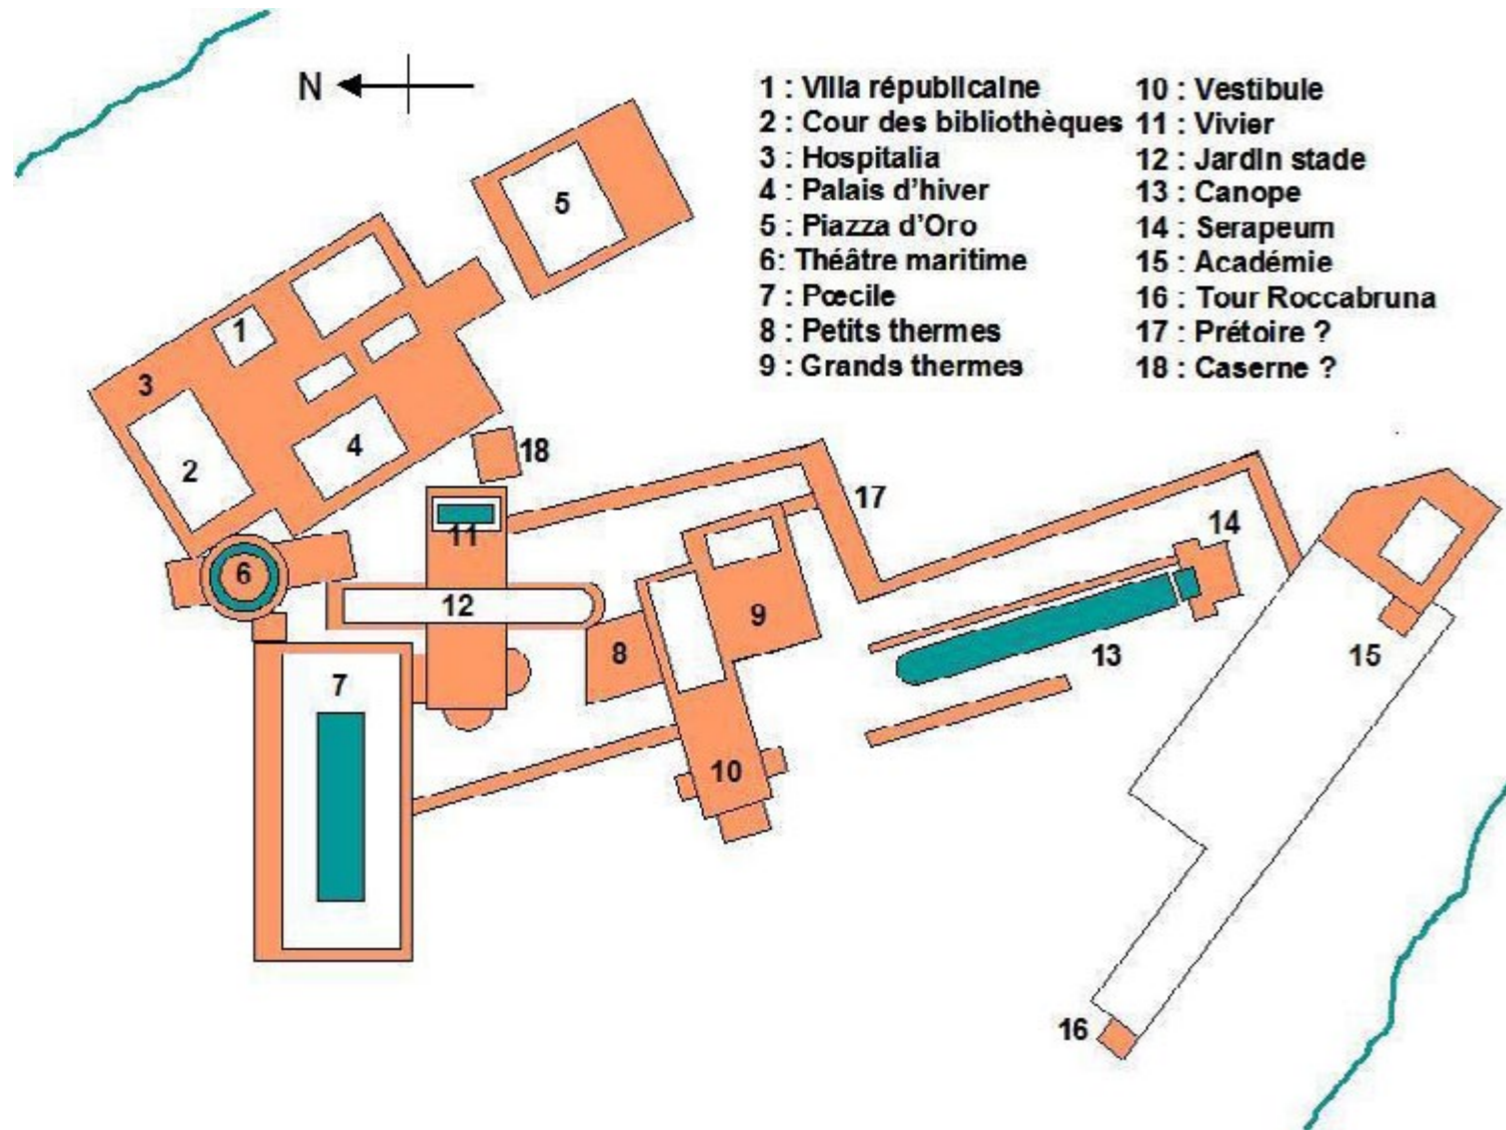 N
1 : Villa républicaine
2 : Cour des bibliothèques
3 : Hospitalia
4 : Palais d'hiver
5 : Piazza d'Oro
6: Théâtre maritime
7 : Pœcile
8 : Petits thermes
9 : Grands thermes
10 : Vestibule
11 : Vivier
12 : Jardin stade
13 : Canope
14 : Serapeum
15 : Académie
16 : Tour Roccabruna
17 : Prétoire ?
18 : Caserne ?
5
1
3
4
2
18
17
11
14
6
12
9
8
13
15
7
10
16